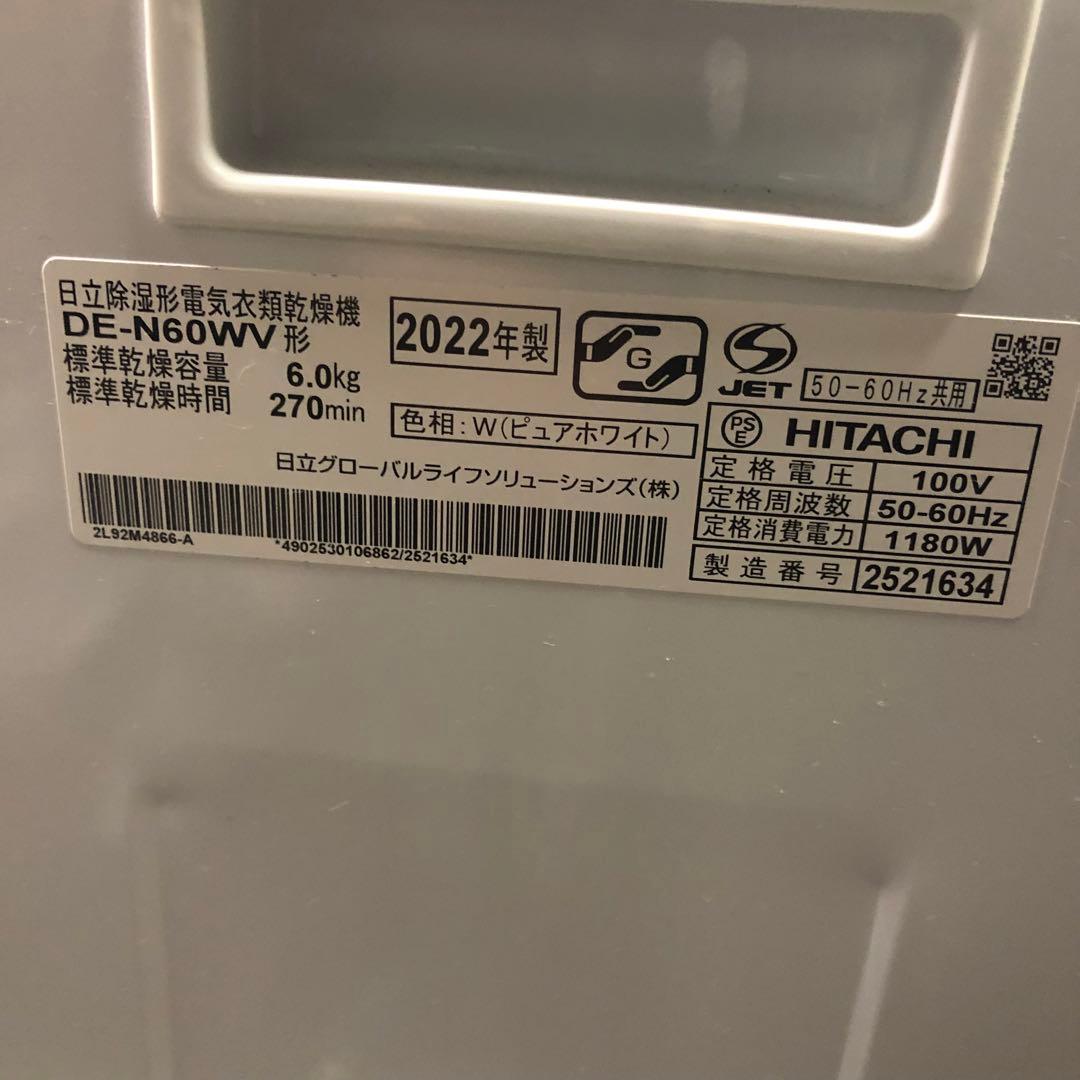 日立除湿形電気衣類乾燥機
DE-N60WV形
標準乾燥容量 6.0kg
標準乾燥時間 270min
2022年製
G
JET
50-60Hz共用
色相:W(ピュアホワイト)
日立グローバルライフソリューションズ(株)
2L92M4866-A
*4902530106862/2521634*
PSE HITACHI
定格電圧 100V
定格周波数 50-60Hz
定格消費電力 1180W
製造番号 2521634